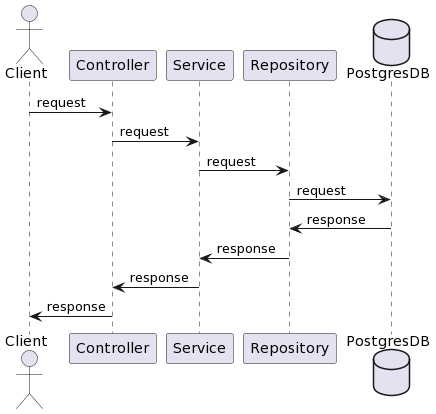 Client
Controller
Service
Repository
PostgresDB
request
request
request
request
response
response
response
response
Client
Controller
Service
Repository
PostgresDB